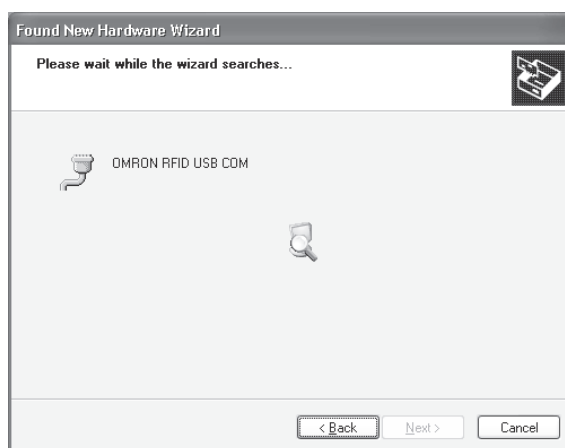 Found New Hardware Wizard
Please wait while the wizard searches...
OMRON RFID USB COM
< Back
Next >
Cancel